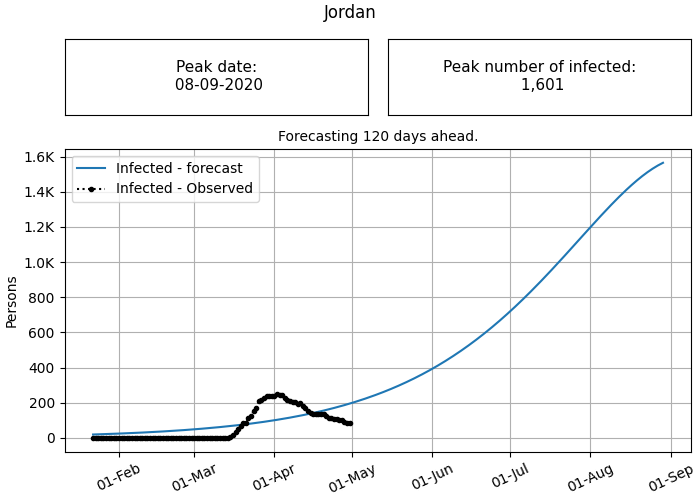 Jordan
Peak date:
08-09-2020
Peak number of infected:
1,601
Forecasting 120 days ahead.
Infected - forecast
Infected - Observed
Persons
1.6K
1.4K
1.2K
1.0K
800
600
400
200
0
01-Feb
01-Mar
01-Apr
01-May
01-Jun
01-Jul
01-Aug
01-Sep